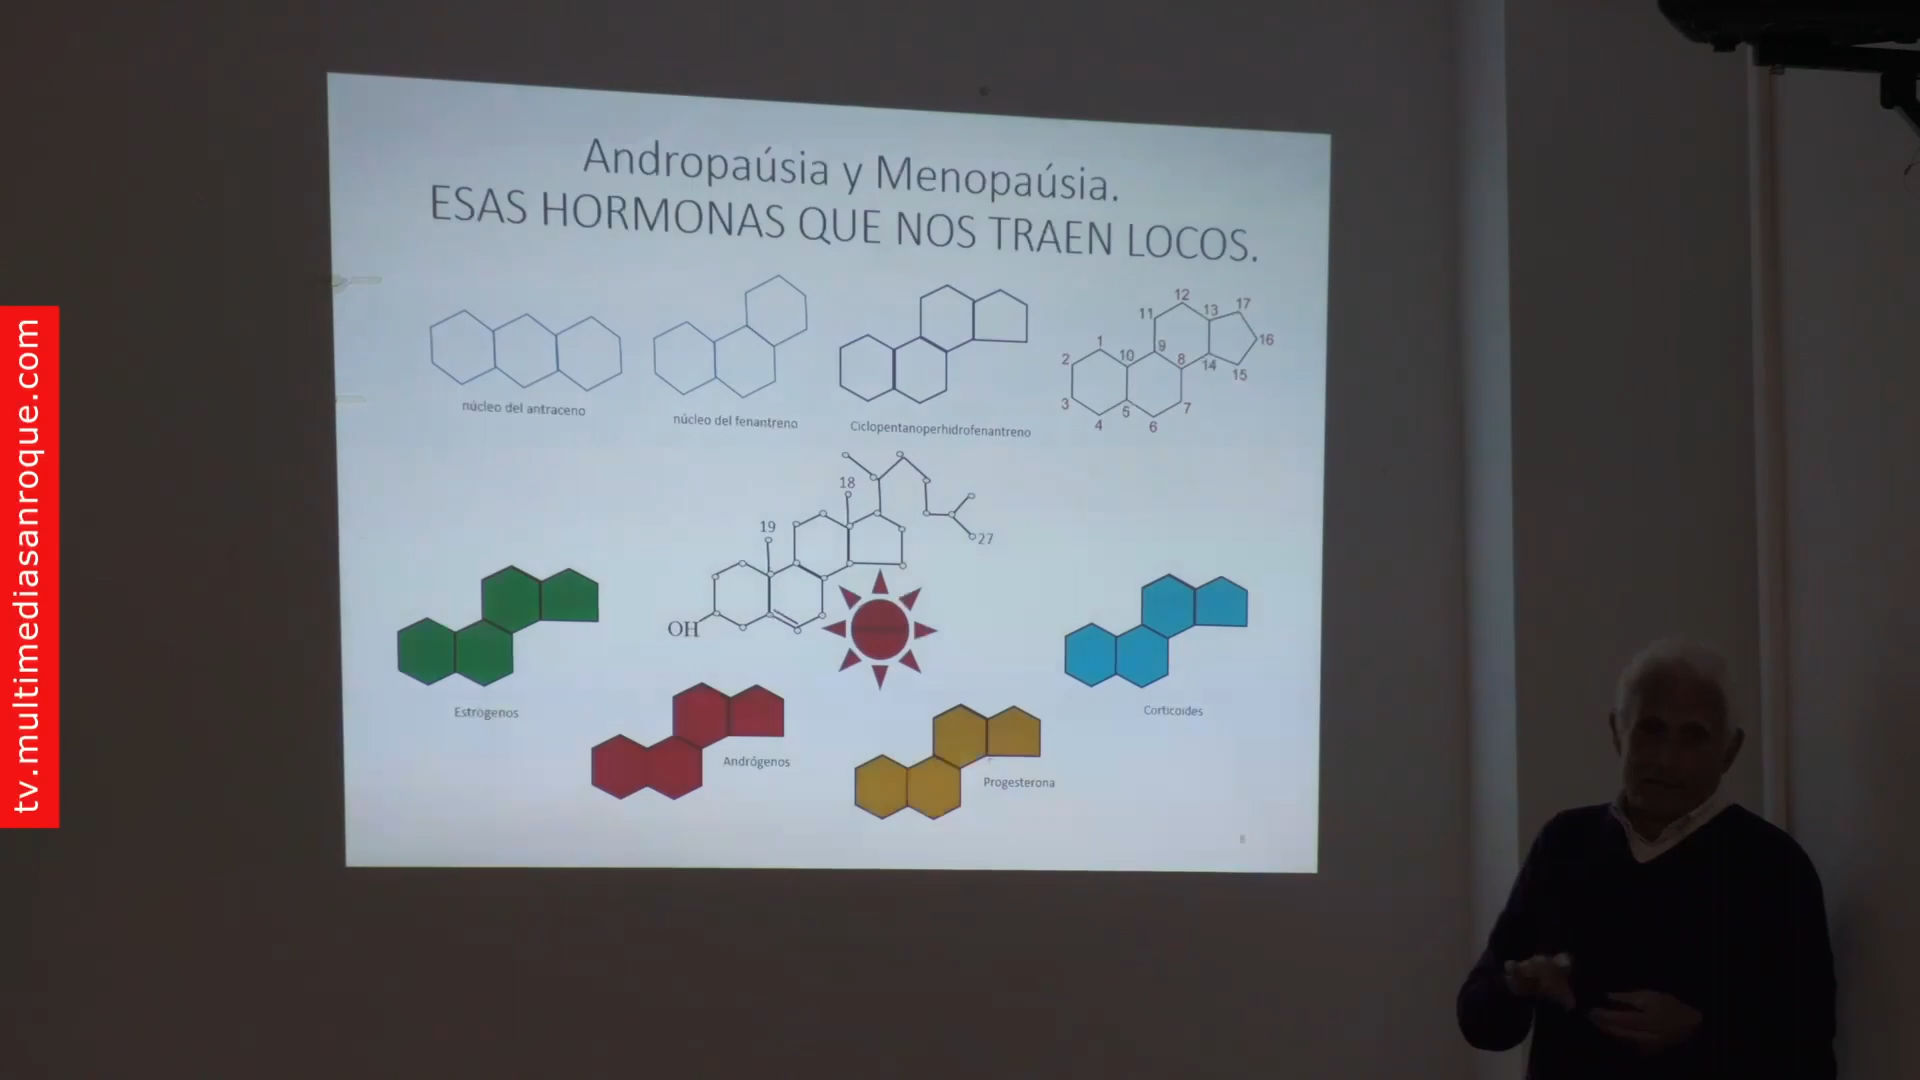 Andropaúsia y Menopaúsia.
ESAS HORMONAS QUE NOS TRAEN LOCOS.
núcleo del antraceno
núcleo del fenantreno
Ciclopentanoperhidrofenantreno
1
2
3
4
5
6
7
8
9
10
11
12
13
14
15
16
17
18
19
27
OH
Estrógenos
Andrógenos
Progesterona
Corticoides
8
tv.multimediasanroque.com